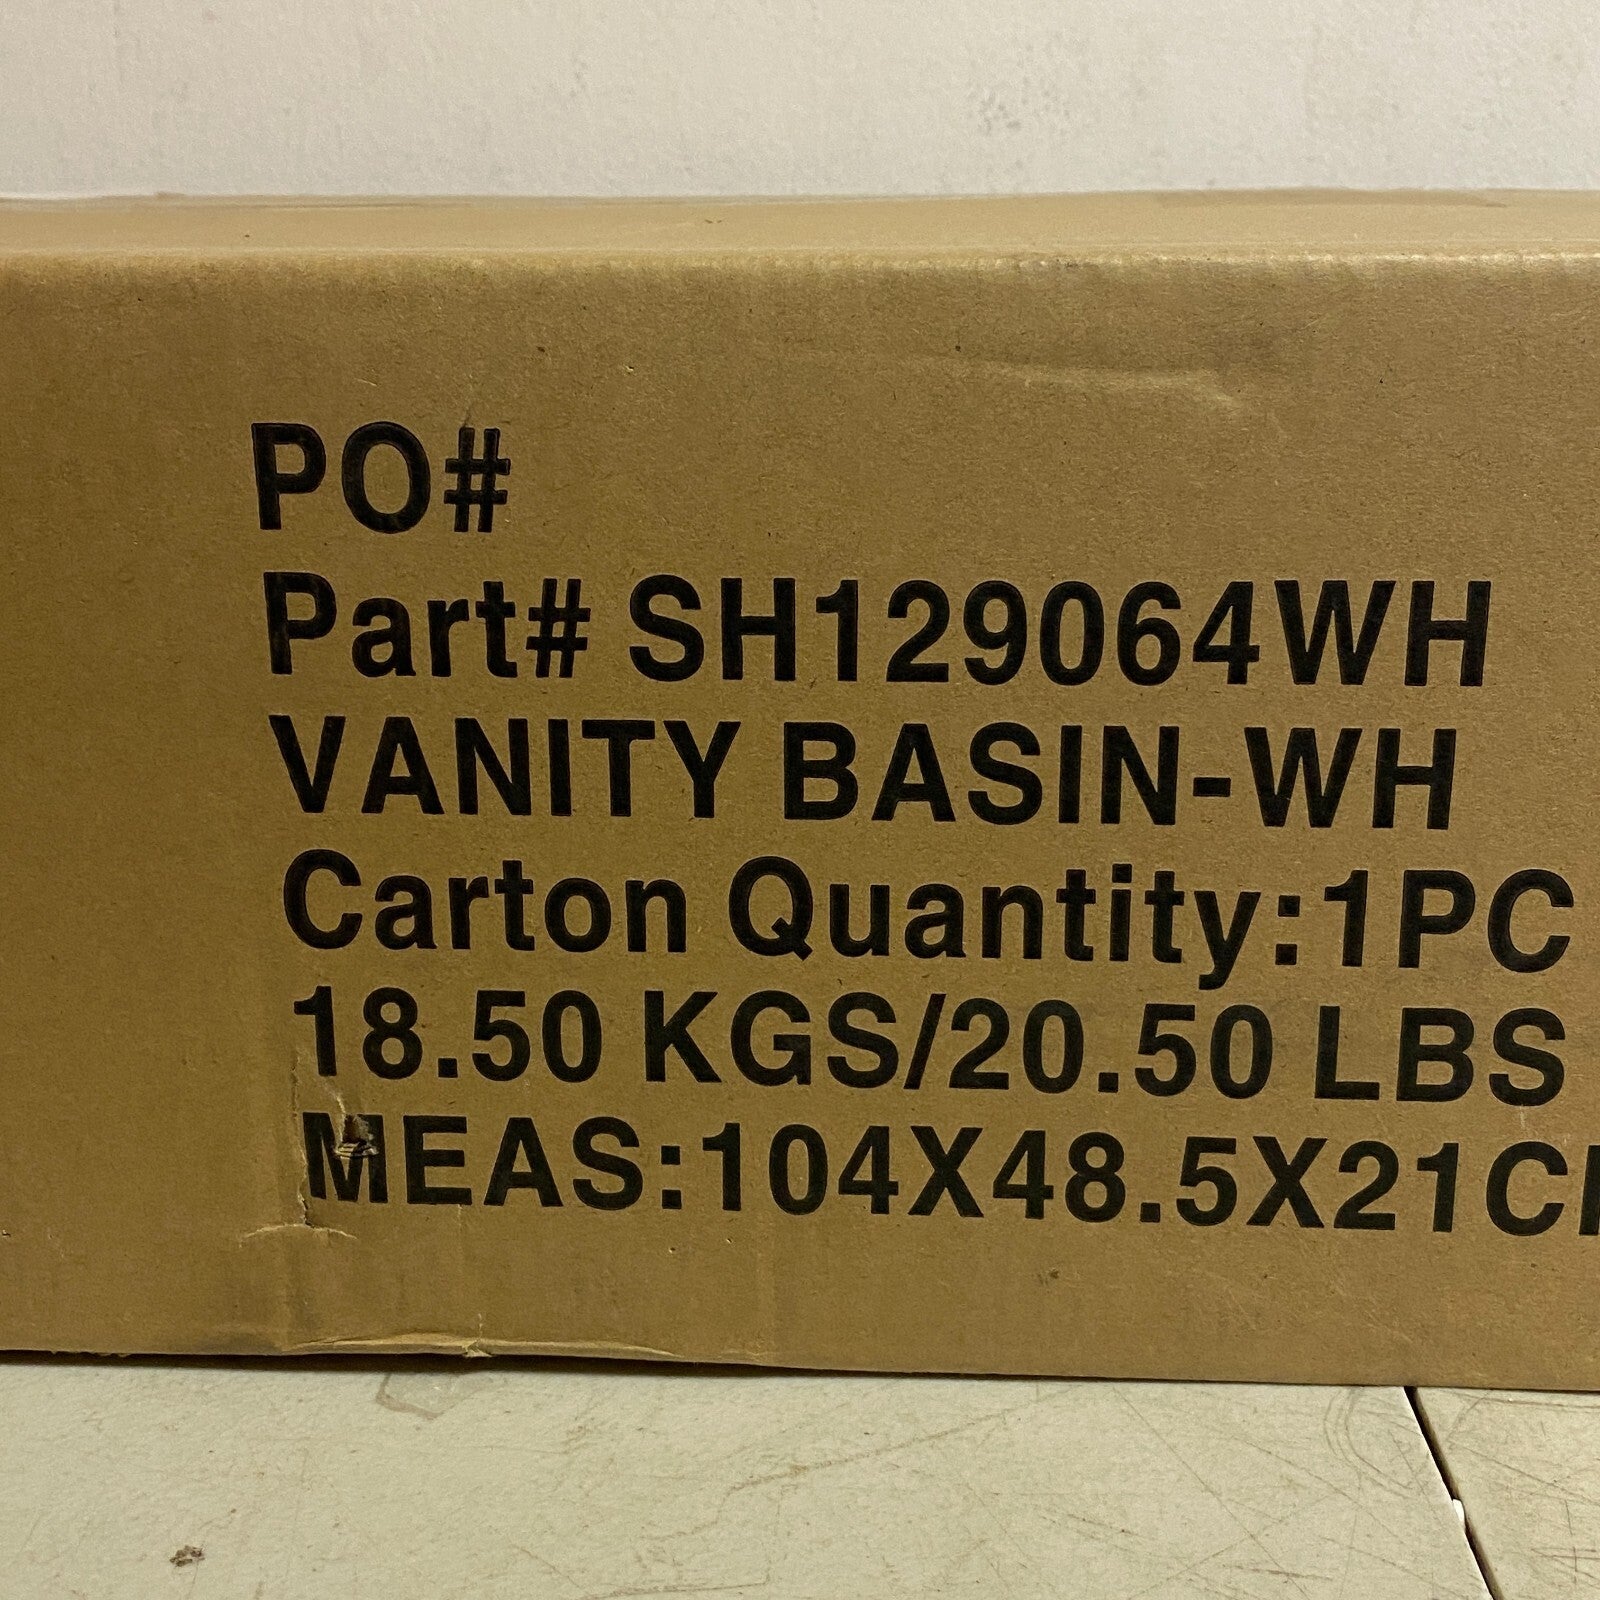 PO#
Part# SH129064WH
VANITY BASIN-WH
Carton Quantity:1PC
18.50 KGS/20.50 LBS
MEAS:104X48.5X21C